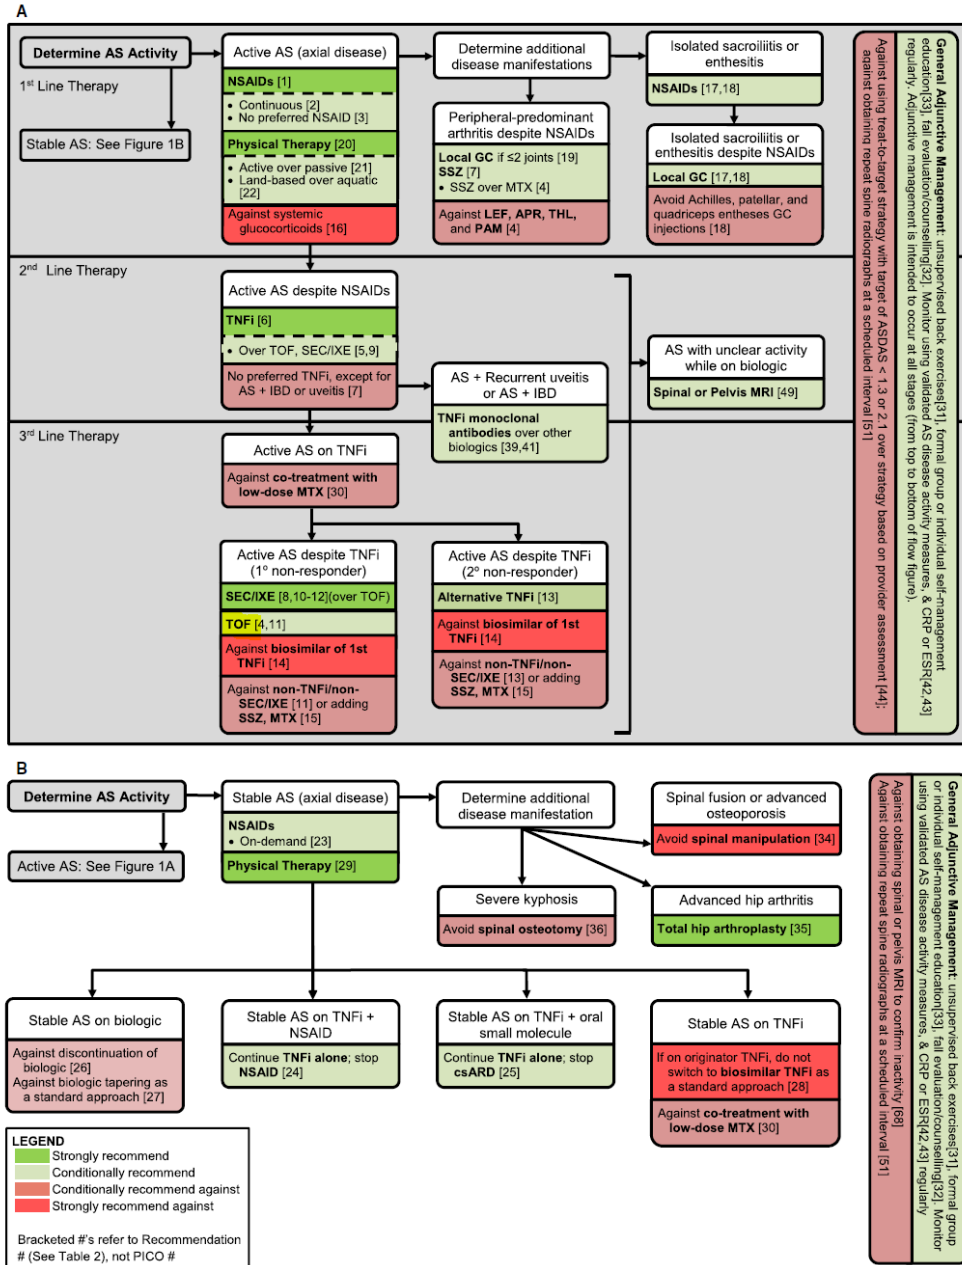 A
Determine AS Activity
1st Line Therapy
Stable AS: See Figure 1B
Active AS (axial disease)
NSAIDs [1]
• Continuous [2]
• No preferred NSAID [3]
Physical Therapy [20]
• Active over passive [21]
• Land-based over aquatic
[22]
Against systemic
glucocorticoids [16]
Determine additional
disease manifestations
Peripheral-predominant
arthritis despite NSAIDs
Local GC if ≤2 joints [19]
SSZ [7]
• SSZ over MTX [4]
Against LEF, APR, THL,
and PAM [4]
Isolated sacroiliitis or
enthesitis
NSAIDs [17,18]
Isolated sacroiliitis or
enthesitis despite NSAIDs
Local GC [17,18]
Avoid Achilles, patellar, and
quadriceps entheses GC
injections [18]
2nd Line Therapy
Active AS despite NSAIDs
TNFi [6]
• Over TOF, SEC/IXE [5,9]
No preferred TNFi, except for
AS + IBD or uveitis [7]
AS + Recurrent uveitis
or AS + IBD
TNFi monoclonal
antibodies over other
biologics [39,41]
AS with unclear activity
while on biologic
Spinal or Pelvis MRI [49]
3rd Line Therapy
Active AS on TNFi
Against co-treatment with
low-dose MTX [30]
Active AS despite TNFi
(1º non-responder)
SEC/IXE [8,10-12](over TOF)
TOF [4,11]
Against biosimilar of 1st
TNFi [14]
Against non-TNFi/non-
SEC/IXE [11] or adding
SSZ, MTX [15]
Active AS despite TNFi
(2º non-responder)
Alternative TNFi [13]
Against biosimilar of 1st
TNFi [14]
Against non-TNFi/non-
SEC/IXE [13] or adding
SSZ, MTX [15]
General Adjunctive Management: unsupervised back exercises[31], formal group or individual self-management
education[33], fall evaluation/counselling[32]. Monitor using validated AS disease activity measures, & CRP or ESR[42,43]
regularly. Adjunctive management is intended to occur at all stages (from top to bottom of flow figure).
Against using treat-to-target strategy with target of ASDAS < 1.3 or 2.1 over strategy based on provider assessment [44];
against obtaining repeat spine radiographs at a scheduled interval [51]
B
Determine AS Activity
Active AS: See Figure 1A
Stable AS (axial disease)
NSAIDs
• On-demand [23]
Physical Therapy [29]
Determine additional
disease manifestation
Spinal fusion or advanced
osteoporosis
Avoid spinal manipulation [34]
Severe kyphosis
Avoid spinal osteotomy [36]
Advanced hip arthritis
Total hip arthroplasty [35]
Stable AS on biologic
Against discontinuation of
biologic [26]
Against biologic tapering as
a standard approach [27]
Stable AS on TNFi +
NSAID
Continue TNFi alone; stop
NSAID [24]
Stable AS on TNFi + oral
small molecule
Continue TNFi alone; stop
csARD [25]
Stable AS on TNFi
If on originator TNFi, do not
switch to biosimilar TNFi as
a standard approach [28]
Against co-treatment with
low-dose MTX [30]
General Adjunctive Management: unsupervised back exercises[31], formal group
or individual self-management education[33], fall evaluation/counselling[32]. Monitor
using validated AS disease activity measures, & CRP or ESR[42,43] regularly
Against obtaining spinal or pelvis MRI to confirm inactivity [68]
Against obtaining repeat spine radiographs at a scheduled interval [51]
LEGEND
Strongly recommend
Conditionally recommend
Conditionally recommend against
Strongly recommend against
Bracketed #'s refer to Recommendation
# (See Table 2), not PICO #